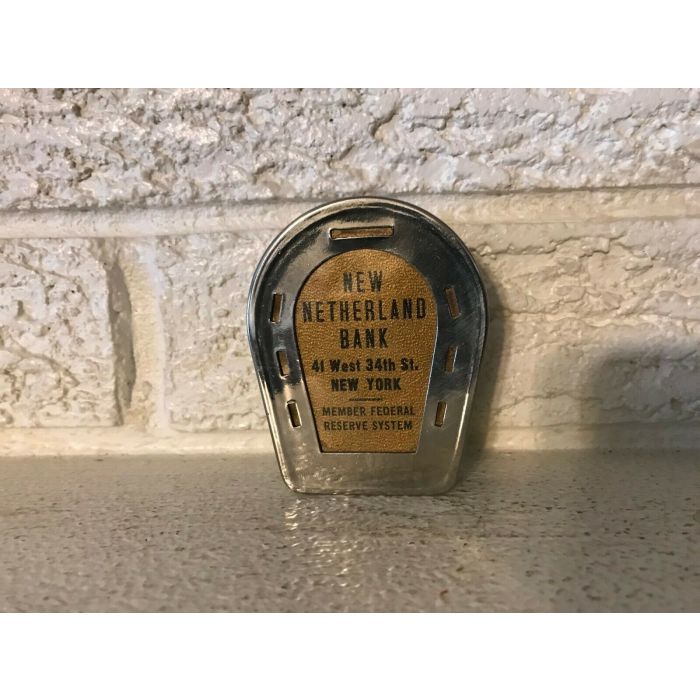 NEW
NETHERLAND
BANK
41 West 34th St.
NEW YORK
MEMBER FEDERAL
RESERVE SYSTEM